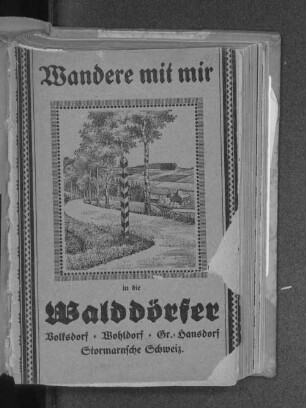 Wandere mit mir
in die
Walddörfer
Volksdorf • Wohldorf • Gr.-Hansdorf
Stormarnsche Schweiz.